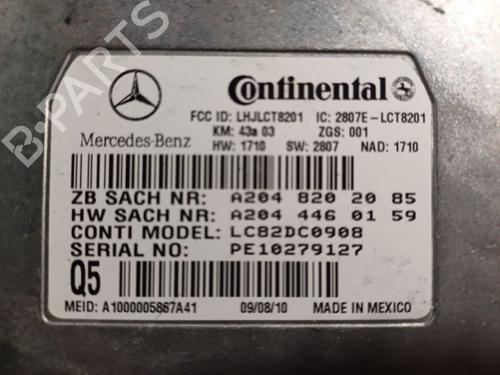 Continental
Mercedes-Benz
FCC ID: LHJLCT8201 IC: 2807E-LCT8201
KM: 43a 03 ZGS: 001
HW: 1710 SW: 2807 NAD: 1710
ZB SACH NR: A204 820 20 85
HW SACH NR: A204 446 01 59
CONTI MODEL: LC82DC0908
SERIAL NO: PE10279127
Q5
MEID: A1000005867A41 09/08/10 MADE IN MEXICO
B-PARTS